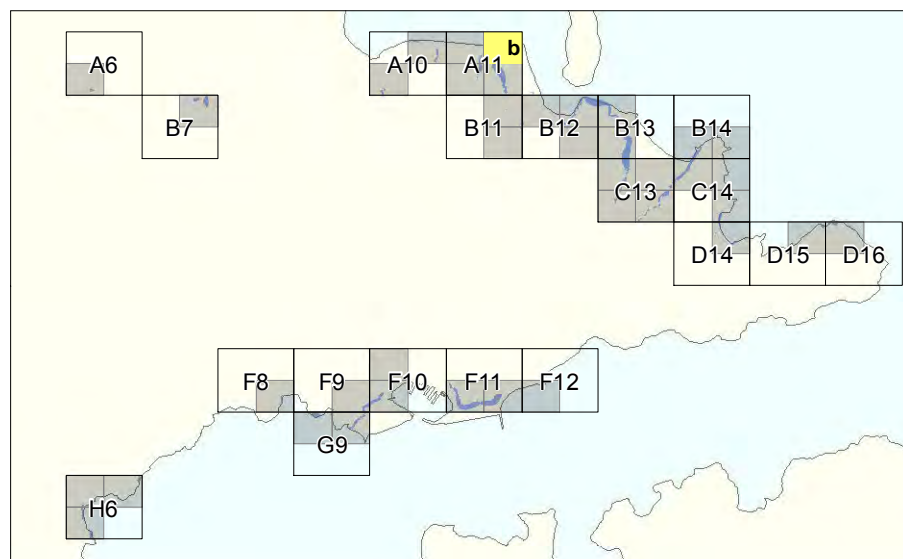 b
A6 A10 A11
B7 B11 B12 B13 B14
C13 C14
D14 D15 D16
F8 F9 F10 F11 F12
G9
H6